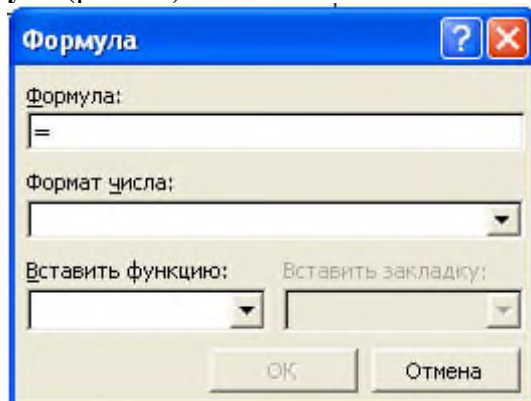 Формула
Формула:
=
Формат числа:
Вставить функцию: Вставить закладку:
ОК Отмена